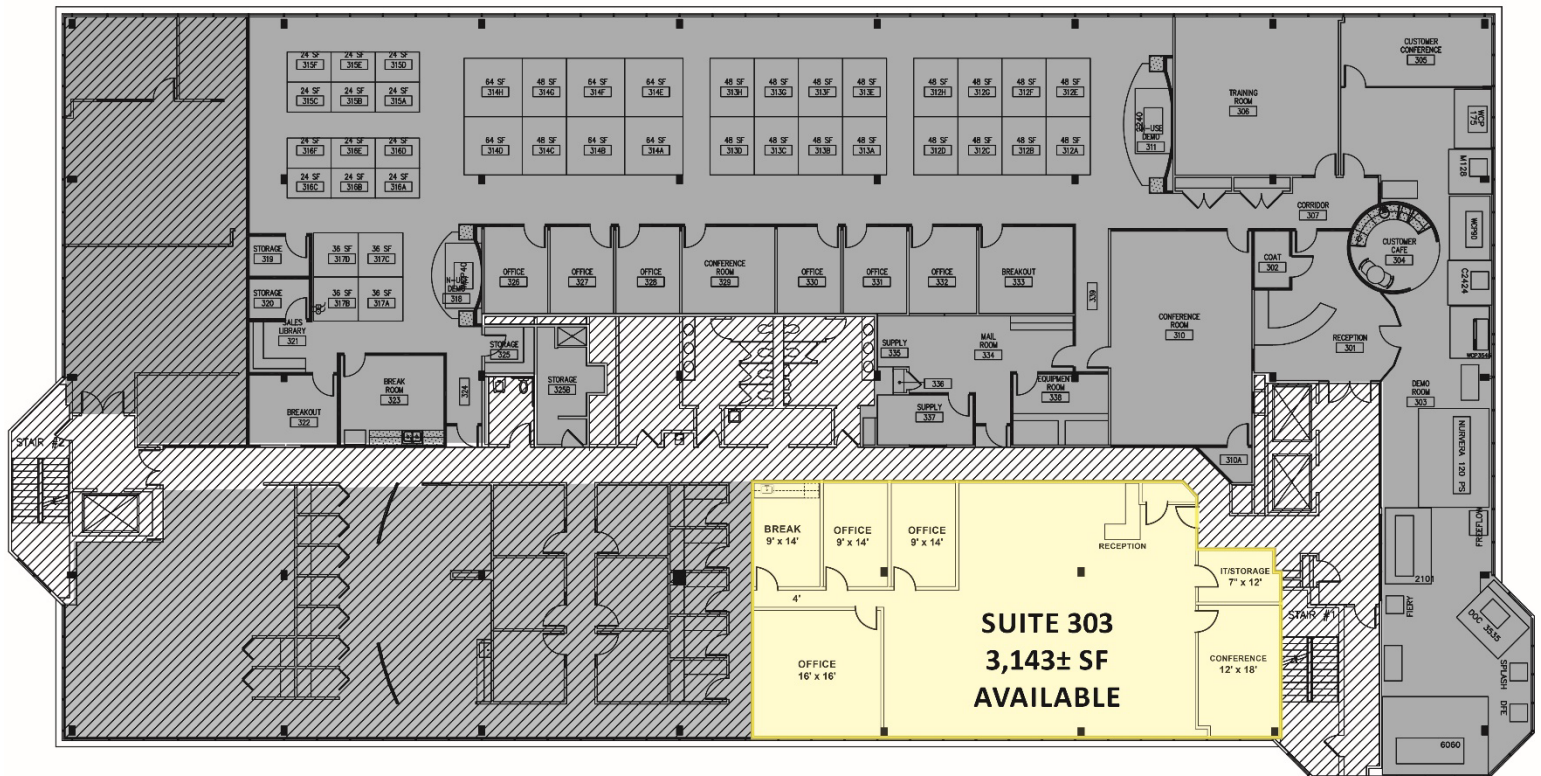 CUSTOMER
CONFERENCE
305
24 SF
315F
24 SF
315E
24 SF
315D
24 SF
315C
24 SF
315B
24 SF
315A
64 SF
314H
48 SF
314G
64 SF
314F
64 SF
314E
48 SF
313H
48 SF
313G
48 SF
313F
48 SF
313E
48 SF
312H
48 SF
312G
48 SF
312F
48 SF
312E
TRAINING
ROOM
306
WCP
175
DEMO
311
24 SF
316F
24 SF
316E
24 SF
316D
24 SF
316C
24 SF
316B
24 SF
316A
64 SF
314D
48 SF
314C
64 SF
314B
64 SF
314A
48 SF
313D
48 SF
313C
48 SF
313B
48 SF
313A
48 SF
312D
48 SF
312C
48 SF
312B
48 SF
312A
M128
CORRIDOR
307
WCP90
STORAGE
319
36 SF
317D
36 SF
317C
CUSTOMER
CAFE
304
COAT
302
OFFICE
326
OFFICE
327
OFFICE
328
CONFERENCE
ROOM
329
OFFICE
330
OFFICE
331
OFFICE
332
BREAKOUT
333
C2424
STORAGE
320
36 SF
317B
36 SF
317A
DEMO
318
339
CONFERENCE
ROOM
310
SALES
LIBRARY
321
STORAGE
325
SUPPLY
335
MAIL
ROOM
334
RECEPTION
301
BREAK
ROOM
323
324
STORAGE
325B
336
EQUIPMENT
ROOM
338
DEMO
ROOM
303
BREAKOUT
322
SUPPLY
337
STAIR #2
310A
NUVERA 120 PS
BREAK
9' x 14'
OFFICE
9' x 14'
OFFICE
9' x 14'
RECEPTION
FREEFLOW
IT/STORAGE
7" x 12'
2101
4'
FIERY
STAIR #1
DOC 3535
SUITE 303
3,143± SF
AVAILABLE
OFFICE
16' x 16'
CONFERENCE
12' x 18'
SPLASH
DFE
6060